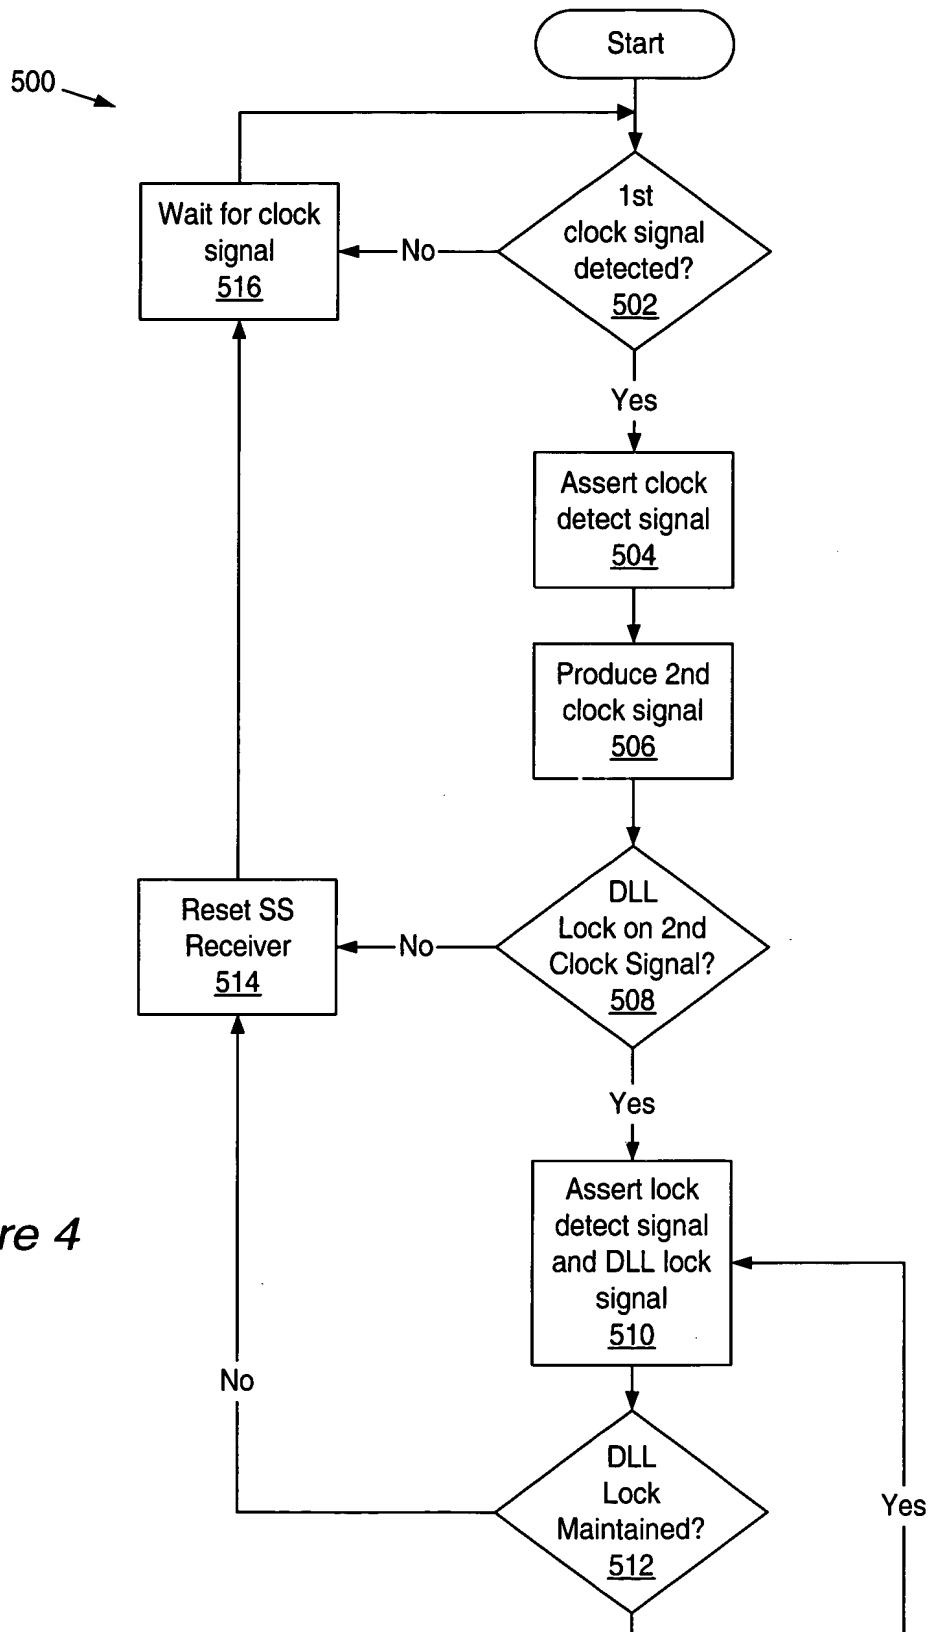 Start
500
1st
clock signal
detected?
502
No
Wait for clock
signal
516
Yes
Assert clock
detect signal
504
Produce 2nd
clock signal
506
DLL
Lock on 2nd
Clock Signal?
508
No
Reset SS
Receiver
514
Yes
Assert lock
detect signal
and DLL lock
signal
510
re 4
No
DLL
Lock
Maintained?
512
Yes